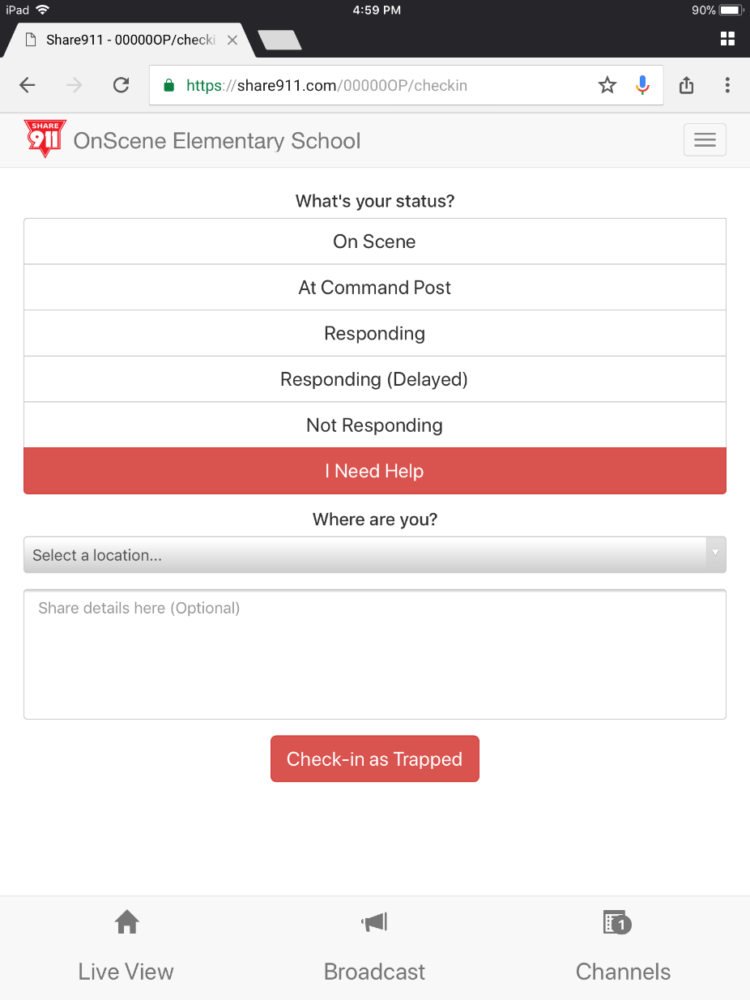 iPad 4:59 PM 90%
Share911 - 00000OP/checki
https://share911.com/00000OP/checkin
SHARE
911
OnScene Elementary School
What's your status?
On Scene
At Command Post
Responding
Responding (Delayed)
Not Responding
I Need Help
Where are you?
Select a location...
Share details here (Optional)
Check-in as Trapped
1
Live View Broadcast Channels